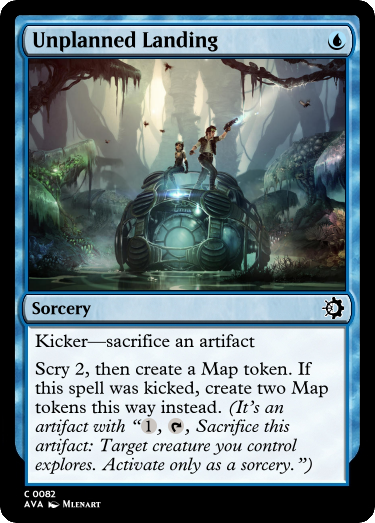 Unplanned Landing
Sorcery
Kicker—sacrifice an artifact
Scry 2, then create a Map token. If
this spell was kicked, create two Map
tokens this way instead. (It's an
artifact with “1, , Sacrifice this
artifact: Target creature you control
explores. Activate only as a sorcery.”)
C 0082
AVA Mlenart